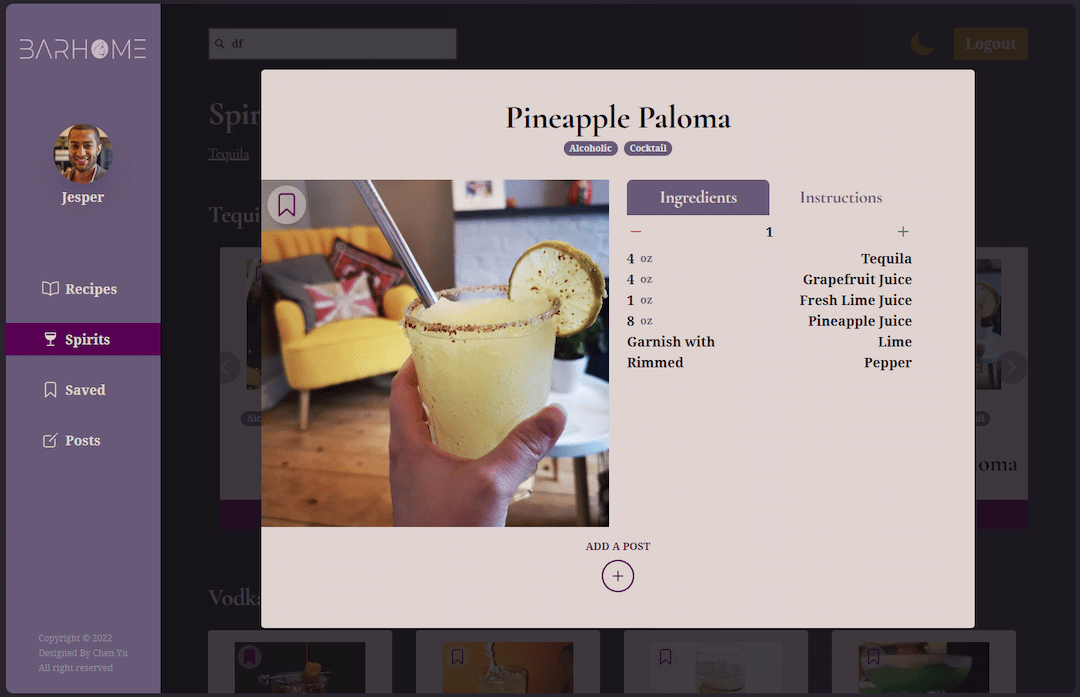 BARHOME
df
Logout
Jesper
Recipes
Spirits
Saved
Posts
Copyright © 2022
Designed By Chen Yu
All right reserved
Spir
Tequila
Tequi
Alc
Vodka
Pineapple Paloma
Alcoholic Cocktail
Ingredients Instructions
− 1 +
4 oz Tequila
4 oz Grapefruit Juice
1 oz Fresh Lime Juice
8 oz Pineapple Juice
Garnish with Lime
Rimmed Pepper
ADD A POST
+
oma